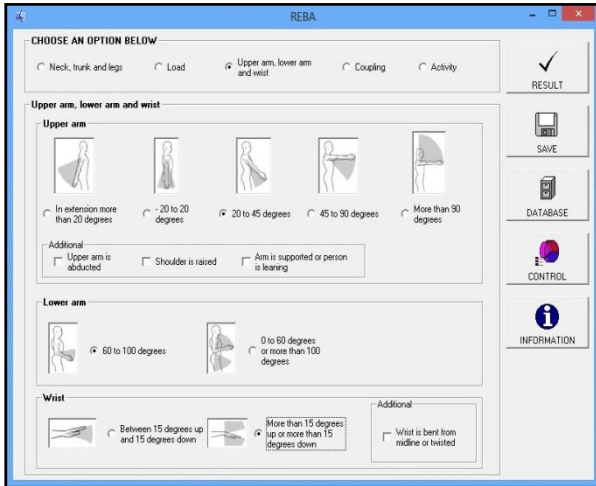 REBA
CHOOSE AN OPTION BELOW
Neck, trunk and legs
Load
Upper arm, lower arm
and wrist
Coupling
Activity
RESULT
SAVE
DATABASE
CONTROL
INFORMATION
Upper arm, lower arm and wrist
Upper arm
In extension more
than 20 degrees
- 20 to 20
degrees
20 to 45 degrees
45 to 90 degrees
More than 90
degrees
Additional
Upper arm is
abducted
Shoulder is raised
Arm is supported or person
is leaning
Lower arm
60 to 100 degrees
0 to 60 degrees
or more than 100
degrees
Wrist
Between 15 degrees up
and 15 degrees down
More than 15 degrees
up or more than 15
degrees down
Additional
Wrist is bent from
midline or twisted